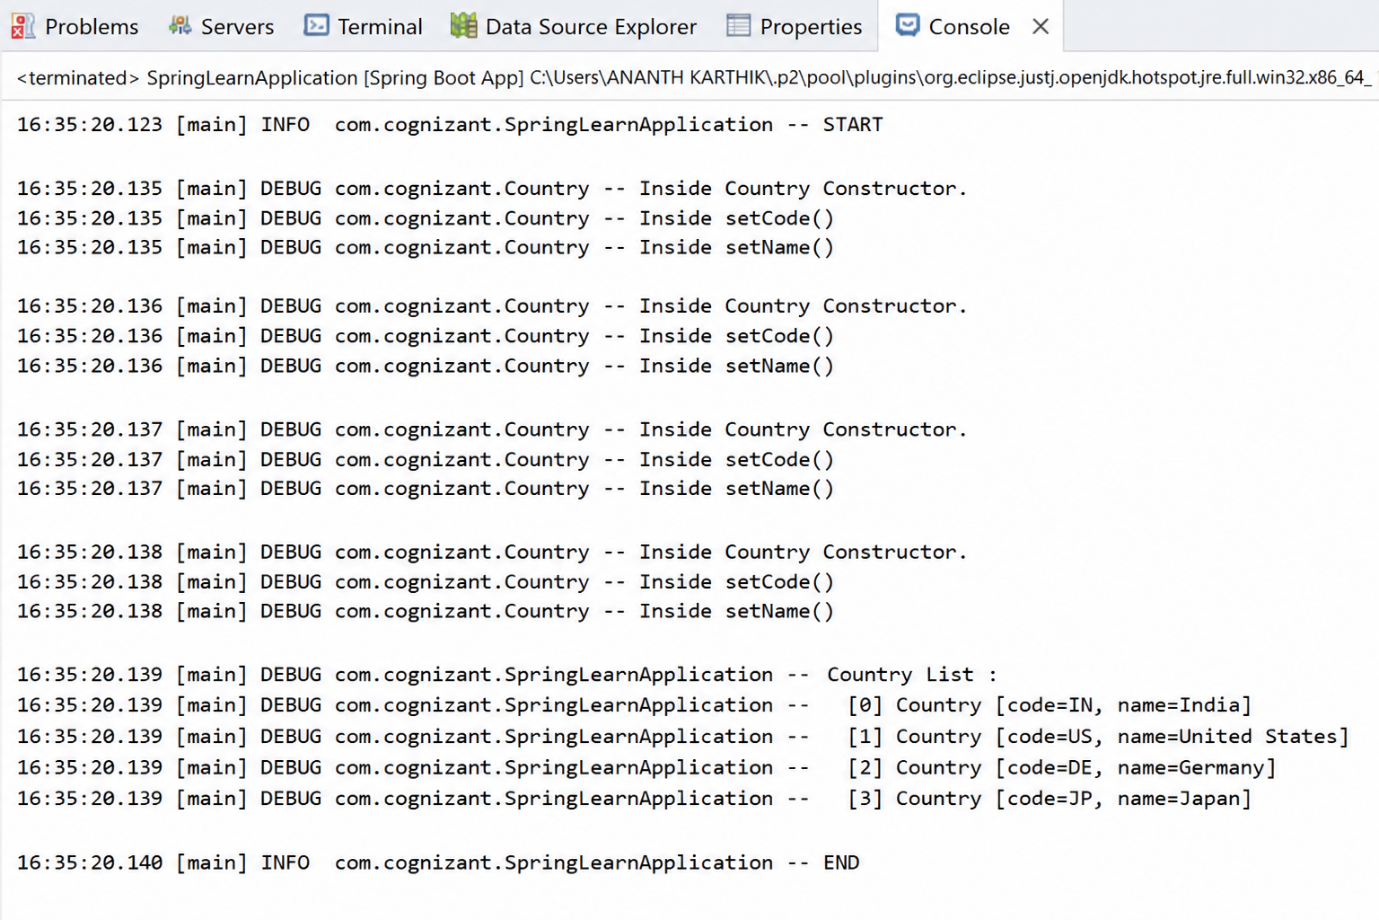 Problems Servers Terminal Data Source Explorer Properties Console
<terminated> SpringLearnApplication [Spring Boot App] C:\Users\ANANTH KARTHIK\.p2\pool\plugins\org.eclipse.justj.openjdk.hotspot.jre.full.win32.x86_64_
16:35:20.123 [main] INFO  com.cognizant.SpringLearnApplication -- START
16:35:20.135 [main] DEBUG com.cognizant.Country -- Inside Country Constructor.
16:35:20.135 [main] DEBUG com.cognizant.Country -- Inside setCode()
16:35:20.135 [main] DEBUG com.cognizant.Country -- Inside setName()
16:35:20.136 [main] DEBUG com.cognizant.Country -- Inside Country Constructor.
16:35:20.136 [main] DEBUG com.cognizant.Country -- Inside setCode()
16:35:20.136 [main] DEBUG com.cognizant.Country -- Inside setName()
16:35:20.137 [main] DEBUG com.cognizant.Country -- Inside Country Constructor.
16:35:20.137 [main] DEBUG com.cognizant.Country -- Inside setCode()
16:35:20.137 [main] DEBUG com.cognizant.Country -- Inside setName()
16:35:20.138 [main] DEBUG com.cognizant.Country -- Inside Country Constructor.
16:35:20.138 [main] DEBUG com.cognizant.Country -- Inside setCode()
16:35:20.138 [main] DEBUG com.cognizant.Country -- Inside setName()
16:35:20.139 [main] DEBUG com.cognizant.SpringLearnApplication -- Country List :
16:35:20.139 [main] DEBUG com.cognizant.SpringLearnApplication --   [0] Country [code=IN, name=India]
16:35:20.139 [main] DEBUG com.cognizant.SpringLearnApplication --   [1] Country [code=US, name=United States]
16:35:20.139 [main] DEBUG com.cognizant.SpringLearnApplication --   [2] Country [code=DE, name=Germany]
16:35:20.139 [main] DEBUG com.cognizant.SpringLearnApplication --   [3] Country [code=JP, name=Japan]
16:35:20.140 [main] INFO  com.cognizant.SpringLearnApplication -- END